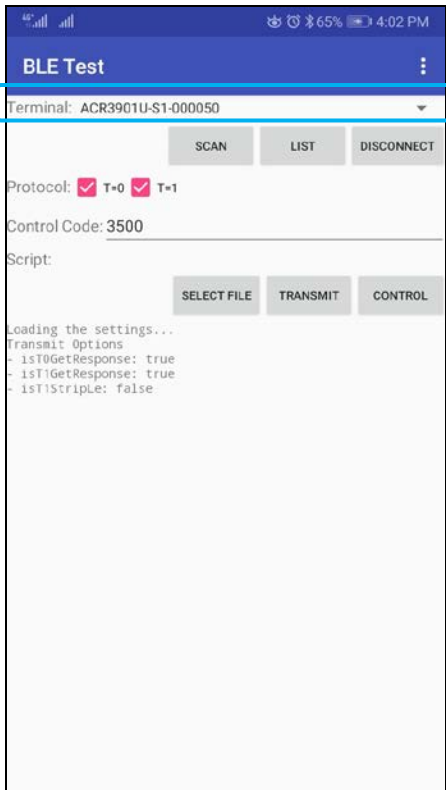 4G 65% 4:02 PM
BLE Test
Terminal: ACR3901U-S1-000050
SCAN LIST DISCONNECT
Protocol: T=0 T=1
Control Code: 3500
Script:
SELECT FILE TRANSMIT CONTROL
Loading the settings...
Transmit Options
- isT0GetResponse: true
- isT1GetResponse: true
- isT1StripLe: false